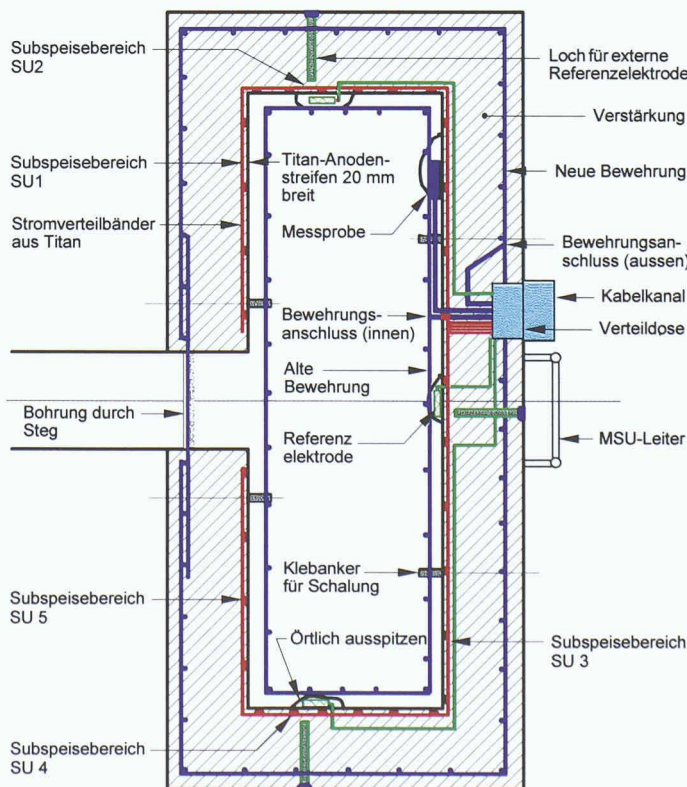 Subspeisebereich
SU2
Subspeisebereich
SU1
Stromverteilbänder
aus Titan
Bohrung durch
Steg
Subspeisebereich
SU 5
Subspeisebereich
SU 4
Titan-Anoden-
streifen 20 mm
breit
Messprobe
Bewehrungs-
anschluss (innen)
Alte
Bewehrung
Referenz
elektrode
Klebanker
für Schalung
Örtlich ausspitzen
Loch für externe
Referenzelektrode
Verstärkung
Neue Bewehrung
Bewehrungsan-
schluss (aussen)
Kabelkanal
Verteildose
MSU-Leiter
Subspeisebereich
SU 3